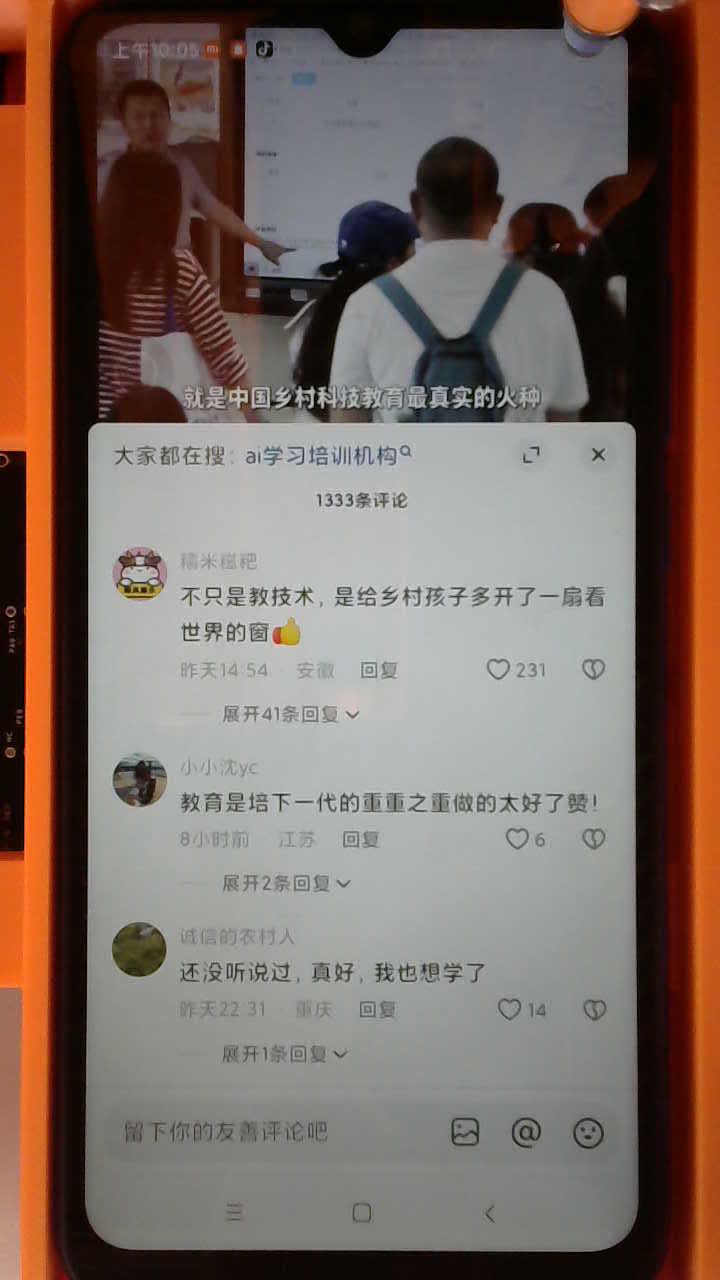 上午10:05
就是中国乡村科技教育最真实的火种
大家都在搜：ai学习培训机构
1333条评论
糯米糍粑
不只是教技术，是给乡村孩子多开了一扇看
世界的窗
昨天14:54 · 安徽 回复 231
展开41条回复
小小沈yc
教育是培下一代的重重之重做的太好了赞！
8小时前 江苏 回复 6
展开2条回复
诚信的农村人
还没听说过，真好，我也想学了
昨天22:31 · 重庆 回复 14
展开1条回复
留下你的友善评论吧